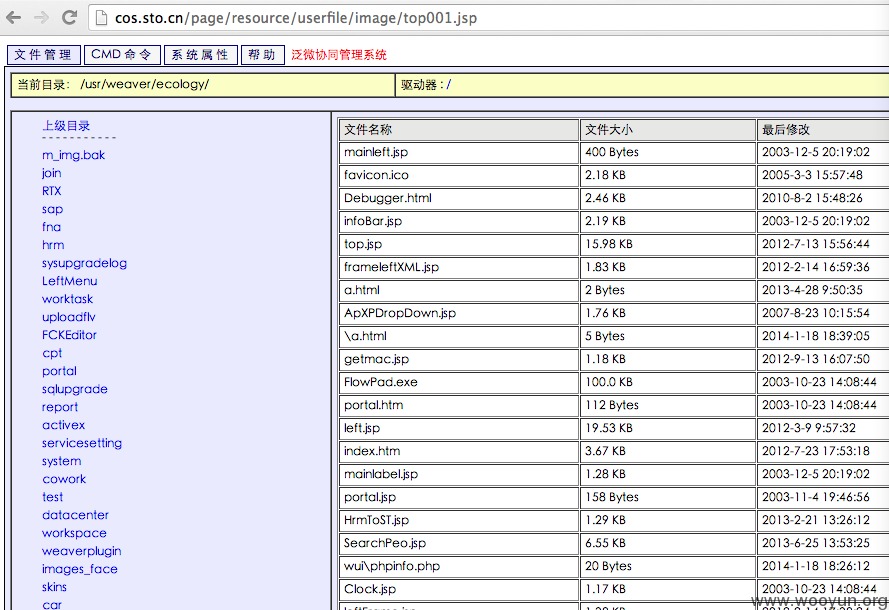 cos.sto.cn/page/resource/userfile/image/top001.jsp
文件管理 CMD 命令 系统属性 帮助 泛微协同管理系统
当前目录: /usr/weaver/ecology/ 驱动器 : /
上级目录
- - - - - - - - - - -
m_img.bak
join
RTX
sap
fna
hrm
sysupgradelog
LeftMenu
worktask
uploadflv
FCKEditor
cpt
portal
sqlupgrade
report
activex
servicesetting
system
cowork
test
datacenter
workspace
weaverplugin
images_face
skins
car
文件名称 文件大小 最后修改
mainleft.jsp 400 Bytes 2003-12-5 20:19:02
favicon.ico 2.18 KB 2005-3-3 15:57:48
Debugger.html 2.46 KB 2010-8-2 15:48:26
infoBar.jsp 2.19 KB 2003-12-5 20:19:02
top.jsp 15.98 KB 2012-7-13 15:56:44
frameleftXML.jsp 1.83 KB 2012-2-14 16:59:36
a.html 2 Bytes 2013-4-28 9:50:35
ApXPDropDown.jsp 1.76 KB 2007-8-23 10:15:54
\a.html 5 Bytes 2014-1-18 18:39:05
getmac.jsp 1.18 KB 2012-9-13 16:07:50
FlowPad.exe 100.0 KB 2003-10-23 14:08:44
portal.htm 112 Bytes 2003-10-23 14:08:44
left.jsp 19.53 KB 2012-3-9 9:57:32
index.htm 3.67 KB 2012-7-23 17:53:18
mainlabel.jsp 1.28 KB 2003-12-5 20:19:02
portal.jsp 158 Bytes 2003-11-4 19:46:56
HrmToST.jsp 1.29 KB 2013-2-21 13:26:12
SearchPeo.jsp 6.55 KB 2013-6-25 13:53:25
wui\phpinfo.php 20 Bytes 2014-1-18 18:26:12
Clock.jsp 1.17 KB 2003-10-23 14:08:44
www.wooyun.org